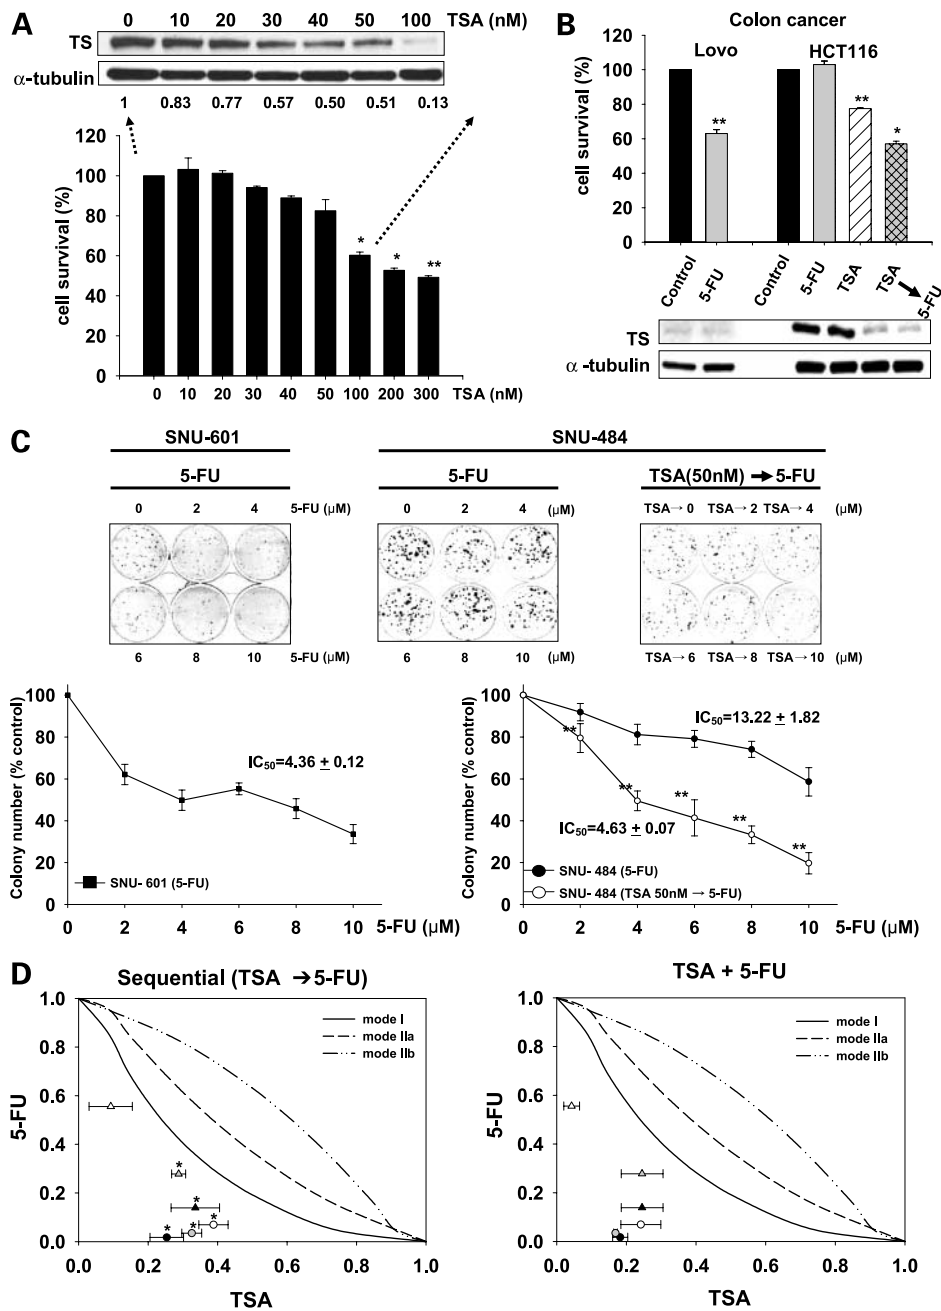 A
0 10 20 30 40 50 100 TSA (nM)
TS
α-tubulin
1 0.83 0.77 0.57 0.50 0.51 0.13
120
100
80
60
40
20
0
cell survival (%)
* * **
0 10 20 30 40 50 100 200 300 TSA (nM)
B
Colon cancer
Lovo HCT116
120
100
80
60
40
20
0
cell survival (%)
** ** *
Control 5-FU Control 5-FU TSA TSA → 5-FU
TS
α-tubulin
C
SNU-601 SNU-484
5-FU 5-FU TSA(50nM) → 5-FU
0 2 4 5-FU (µM) 0 2 4 (µM) TSA→ 0 TSA→ 2 TSA→ 4 (µM)
6 8 10 5-FU (µM) 6 8 10 (µM) TSA→ 6 TSA→ 8 TSA→ 10 (µM)
Colony number (% control)
100
80
60
40
20
0
IC50=4.36 ± 0.12
SNU- 601 (5-FU)
0 2 4 6 8 10 5-FU (µM)
Colony number (% control)
100
80
60
40
20
0
IC50=13.22 ± 1.82
** ** ** ** **
IC50=4.63 ± 0.07
SNU- 484 (5-FU)
SNU- 484 (TSA 50nM → 5-FU)
0 2 4 6 8 10 5-FU (µM)
D
Sequential (TSA → 5-FU)
5-FU
1.0
0.8
0.6
0.4
0.2
0.0
mode I
mode IIa
mode IIb
* * * * *
0.0 0.2 0.4 0.6 0.8 1.0
TSA
TSA + 5-FU
5-FU
1.0
0.8
0.6
0.4
0.2
0.0
mode I
mode IIa
mode IIb
0.0 0.2 0.4 0.6 0.8 1.0
TSA